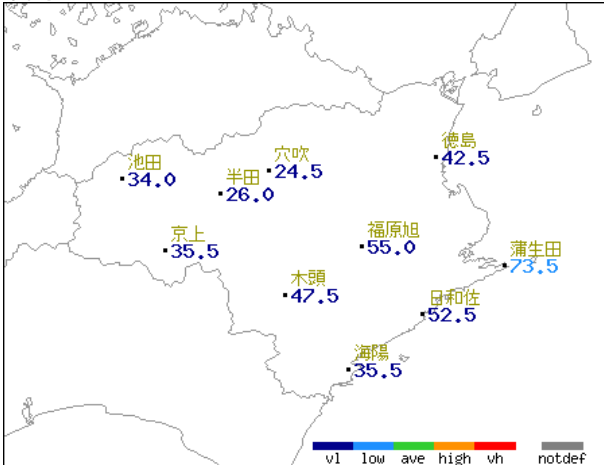 徳島
42.5
穴吹
24.5
池田
34.0
半田
26.0
福原旭
55.0
京上
35.5
蒲生田
73.5
木頭
47.5
日和佐
52.5
海陽
35.5
vl low ave high vh notdef